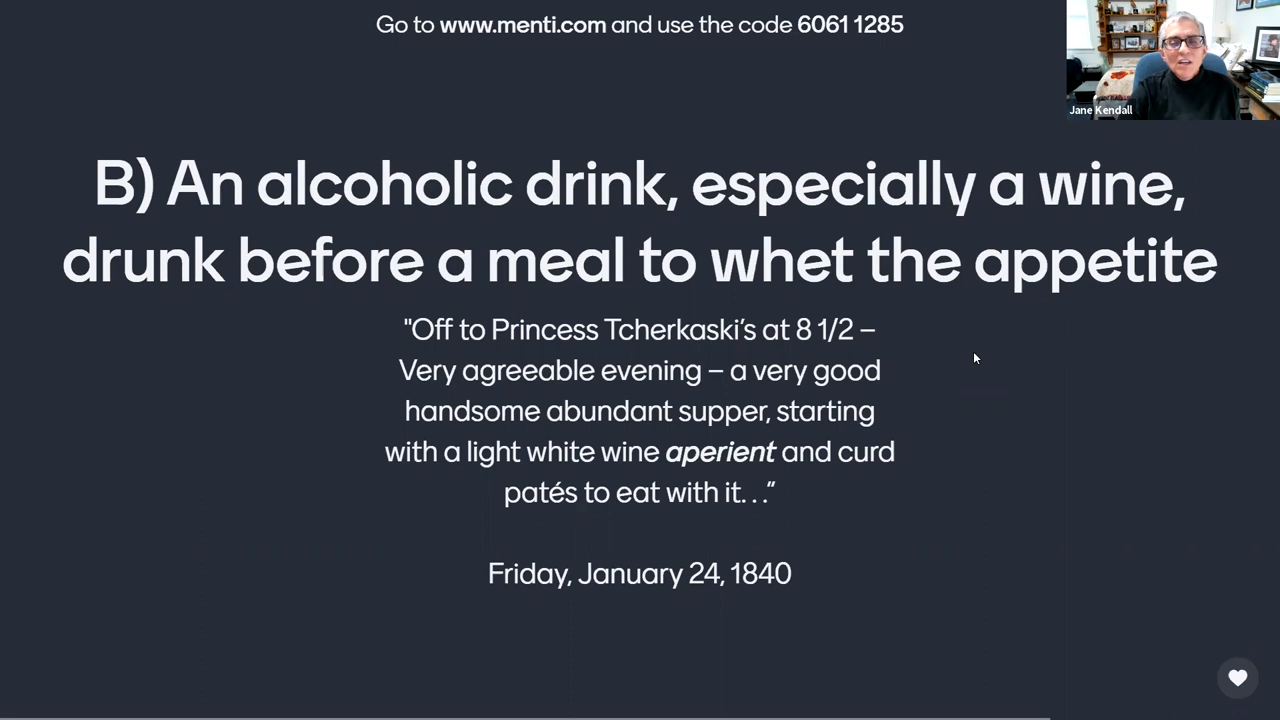 Go to www.menti.com and use the code 6061 1285
Jane Kendall
B) An alcoholic drink, especially a wine,
drunk before a meal to whet the appetite
"Off to Princess Tcherkaski's at 8 1/2 –
Very agreeable evening – a very good
handsome abundant supper, starting
with a light white wine aperient and curd
patés to eat with it…”
Friday, January 24, 1840